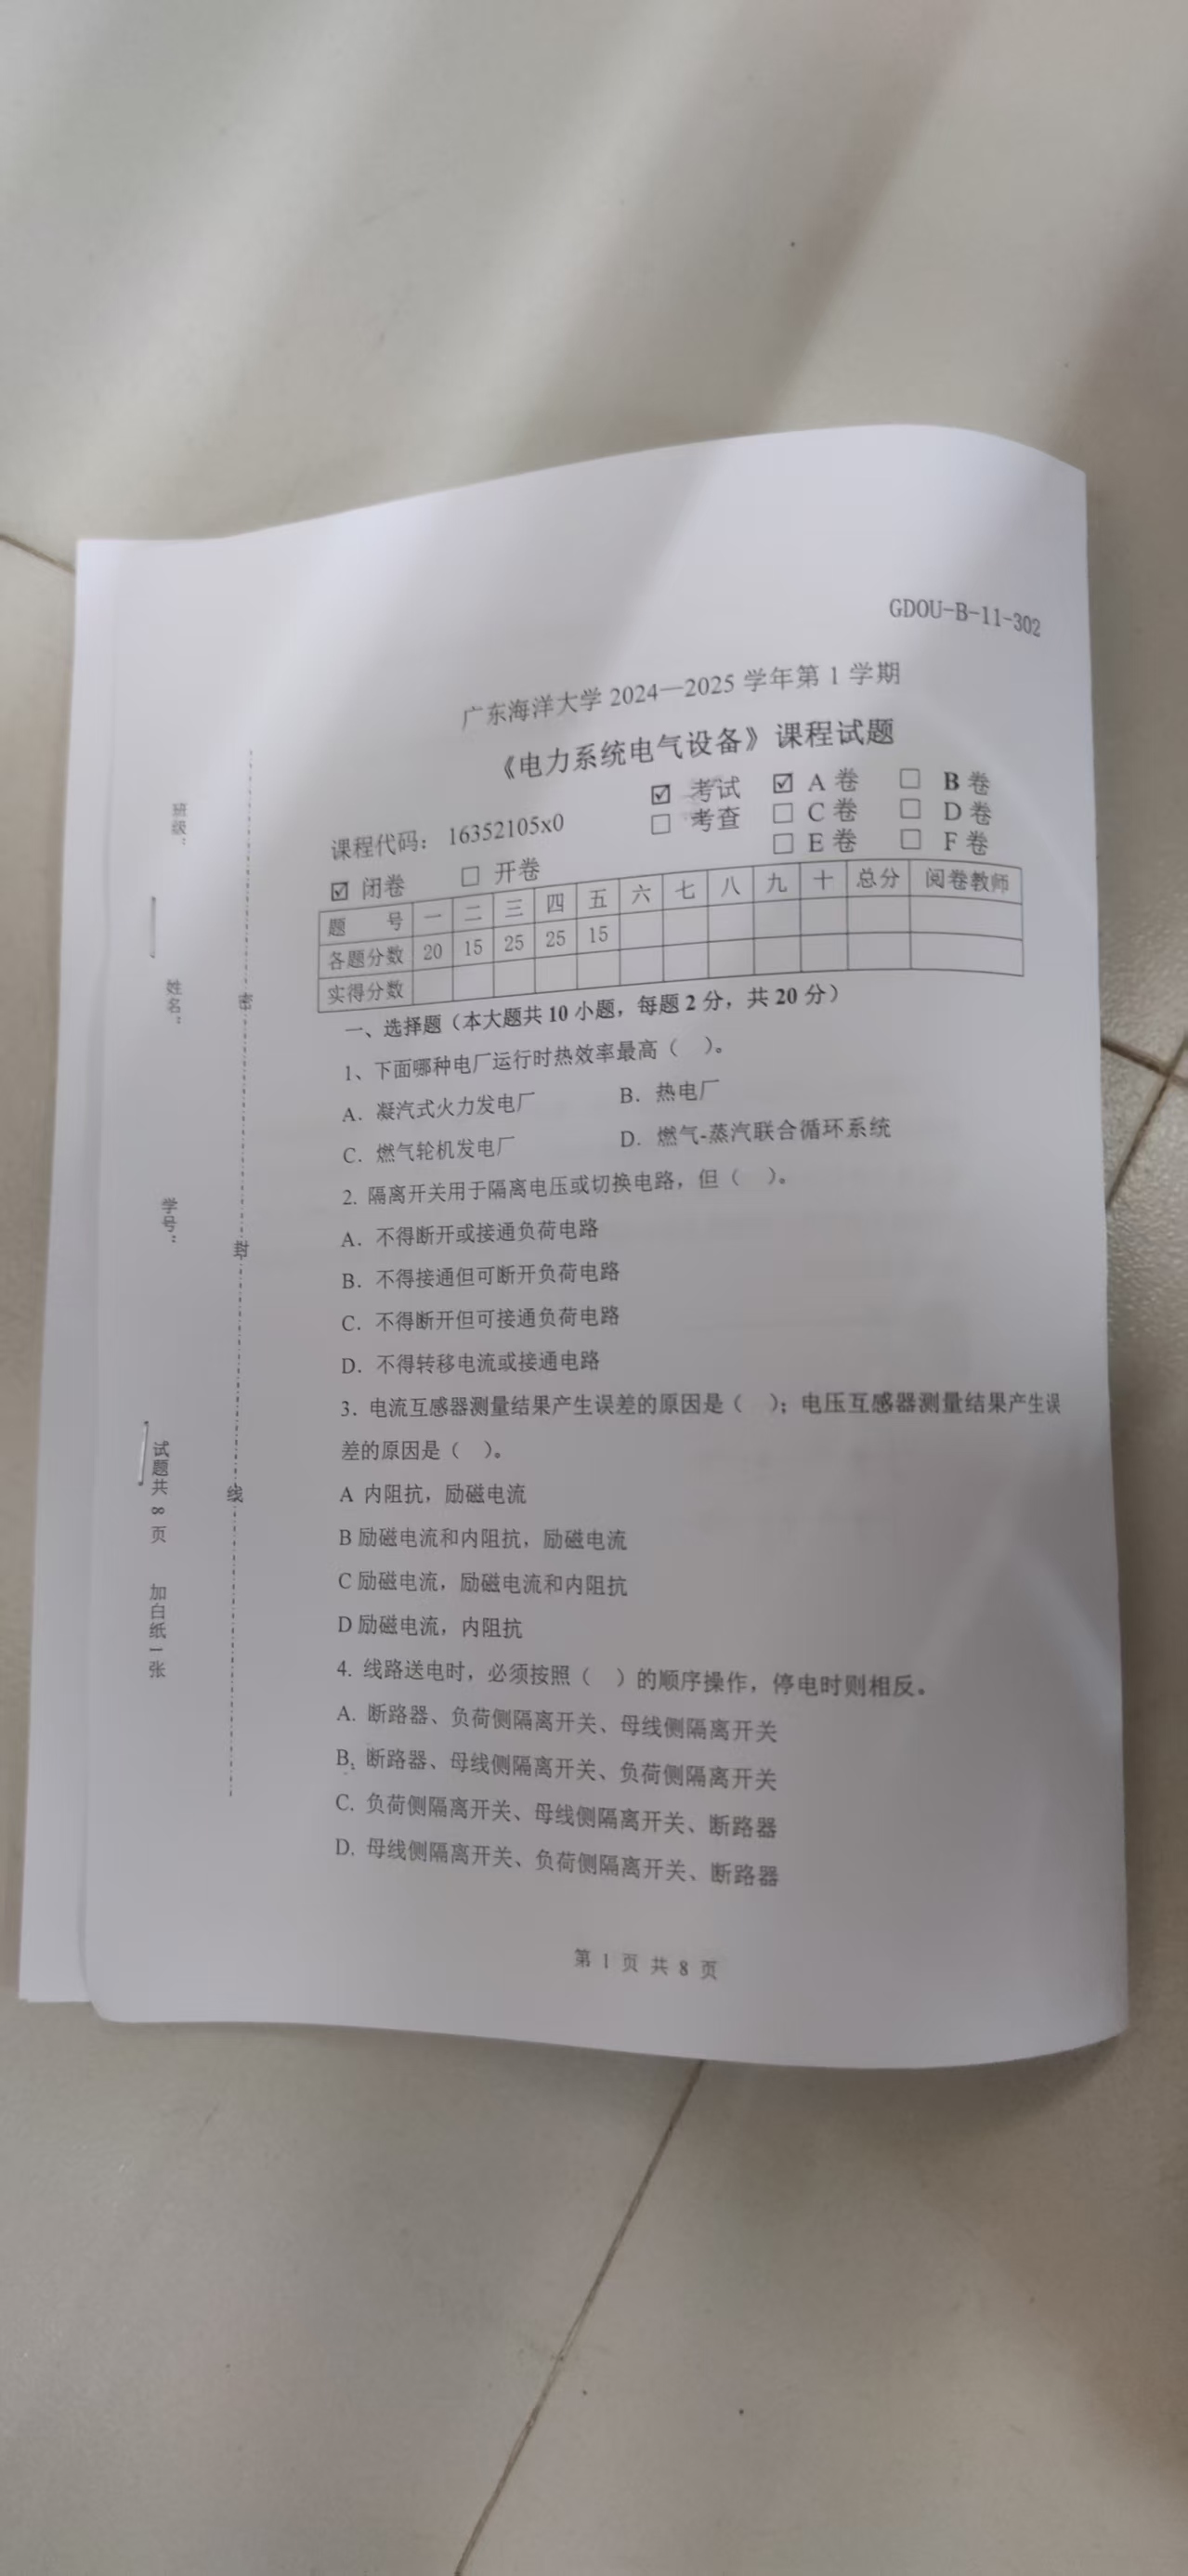 GDOU-B-11-302
广东海洋大学 2024—2025 学年第 1 学期
《电力系统电气设备》课程试题
课程代码： 16352105x0
☑ 考试 ☑ A 卷 □ B 卷
□ 考查 □ C 卷 □ D 卷
☑ 闭卷 □ 开卷 □ E 卷 □ F 卷
题 号 一 二 三 四 五 六 七 八 九 十 总分 阅卷教师
各题分数 20 15 25 25 15
实得分数
一、选择题（本大题共 10 小题，每题 2 分，共 20 分）
1、下面哪种电厂运行时热效率最高（ ）。
A. 凝汽式火力发电厂 B. 热电厂
C. 燃气轮机发电厂 D. 燃气-蒸汽联合循环系统
2. 隔离开关用于隔离电压或切换电路，但（ ）。
A. 不得断开或接通负荷电路
B. 不得接通但可断开负荷电路
C. 不得断开但可接通负荷电路
D. 不得转移电流或接通电路
3. 电流互感器测量结果产生误差的原因是（ ）；电压互感器测量结果产生误
差的原因是（ ）。
A 内阻抗，励磁电流
B 励磁电流和内阻抗，励磁电流
C 励磁电流，励磁电流和内阻抗
D 励磁电流，内阻抗
4. 线路送电时，必须按照（ ）的顺序操作，停电时则相反。
A. 断路器、负荷侧隔离开关、母线侧隔离开关
B. 断路器、母线侧隔离开关、负荷侧隔离开关
C. 负荷侧隔离开关、母线侧隔离开关、断路器
D. 母线侧隔离开关、负荷侧隔离开关、断路器
第 1 页 共 8 页
班级：
姓名：
学号：
试题共 8 页 加白纸 1 张
密 封 线